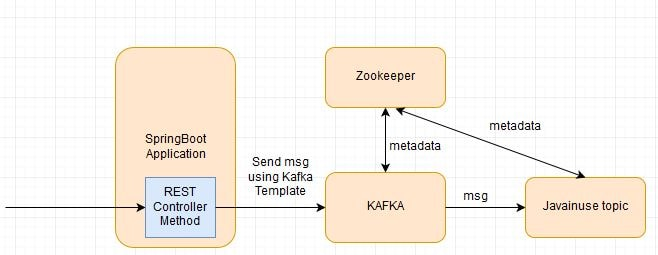 Zookeeper
SpringBoot
Application
metadata
metadata
Send msg
using Kafka
Template
REST
Controller
Method
KAFKA
msg
Javainuse topic